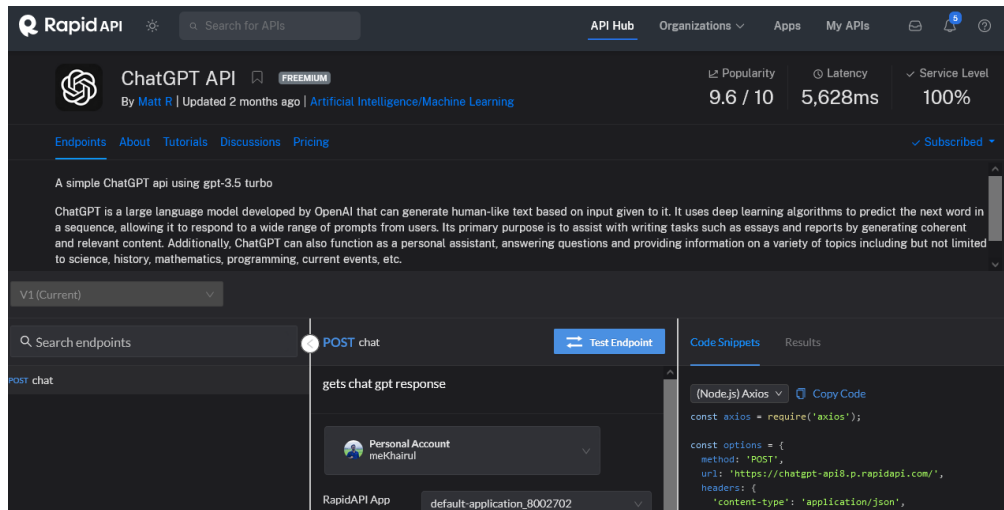 Rapid API
Search for APIs
API Hub
Organizations
Apps
My APIs
5
ChatGPT API
FREEMIUM
By Matt R | Updated 2 months ago | Artificial Intelligence/Machine Learning
Popularity
9.6 / 10
Latency
5,628ms
Service Level
100%
Endpoints
About
Tutorials
Discussions
Pricing
Subscribed
A simple ChatGPT api using gpt-3.5 turbo
ChatGPT is a large language model developed by OpenAI that can generate human-like text based on input given to it. It uses deep learning algorithms to predict the next word in
a sequence, allowing it to respond to a wide range of prompts from users. Its primary purpose is to assist with writing tasks such as essays and reports by generating coherent
and relevant content. Additionally, ChatGPT can also function as a personal assistant, answering questions and providing information on a variety of topics including but not limited
to science, history, mathematics, programming, current events, etc.
V1 (Current)
Search endpoints
POST chat
POST chat
Test Endpoint
gets chat gpt response
Personal Account
meKhairul
RapidAPI App
default-application_8002702
Code Snippets
Results
(Node.js) Axios
Copy Code
const axios = require('axios');
const options = {
method: 'POST',
url: 'https://chatgpt-api8.p.rapidapi.com/',
headers: {
'content-type': 'application/json',